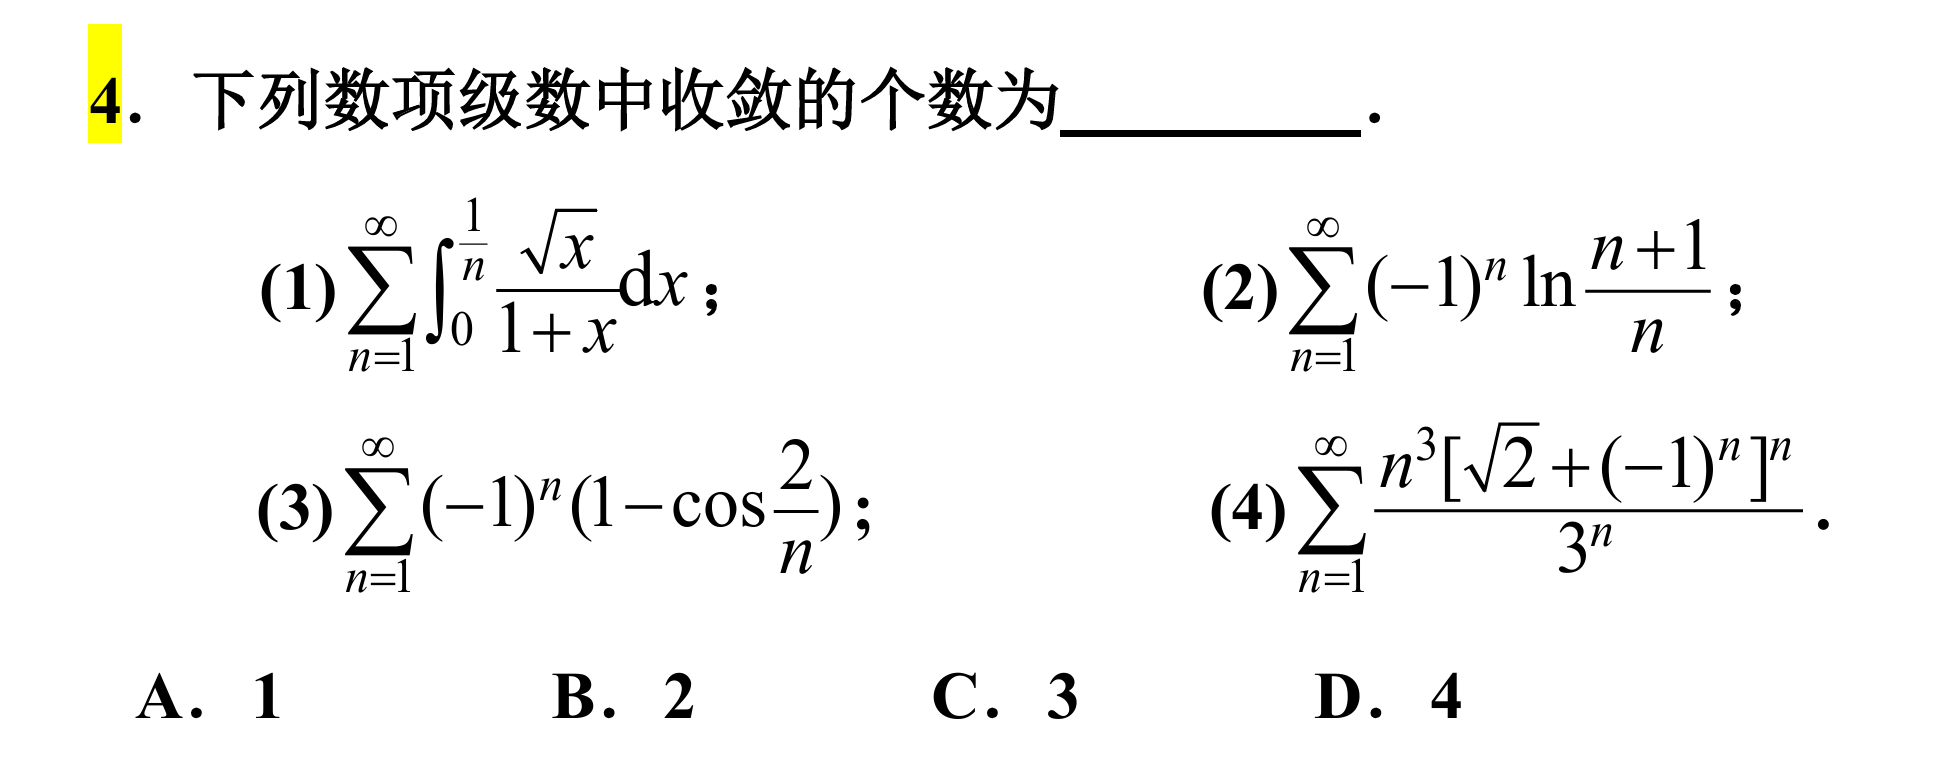 4. 下列数项级数中收敛的个数为________.
(1) $\sum_{n=1}^{\infty}\int_{0}^{\frac{1}{n}}\frac{\sqrt{x}}{1+x}\mathrm{d}x$; (2) $\sum_{n=1}^{\infty}(-1)^n\ln\frac{n+1}{n}$;
(3) $\sum_{n=1}^{\infty}(-1)^n(1-\cos\frac{2}{n})$; (4) $\sum_{n=1}^{\infty}\frac{n^3[\sqrt{2}+(-1)^n]^n}{3^n}$.
A. 1 B. 2 C. 3 D. 4